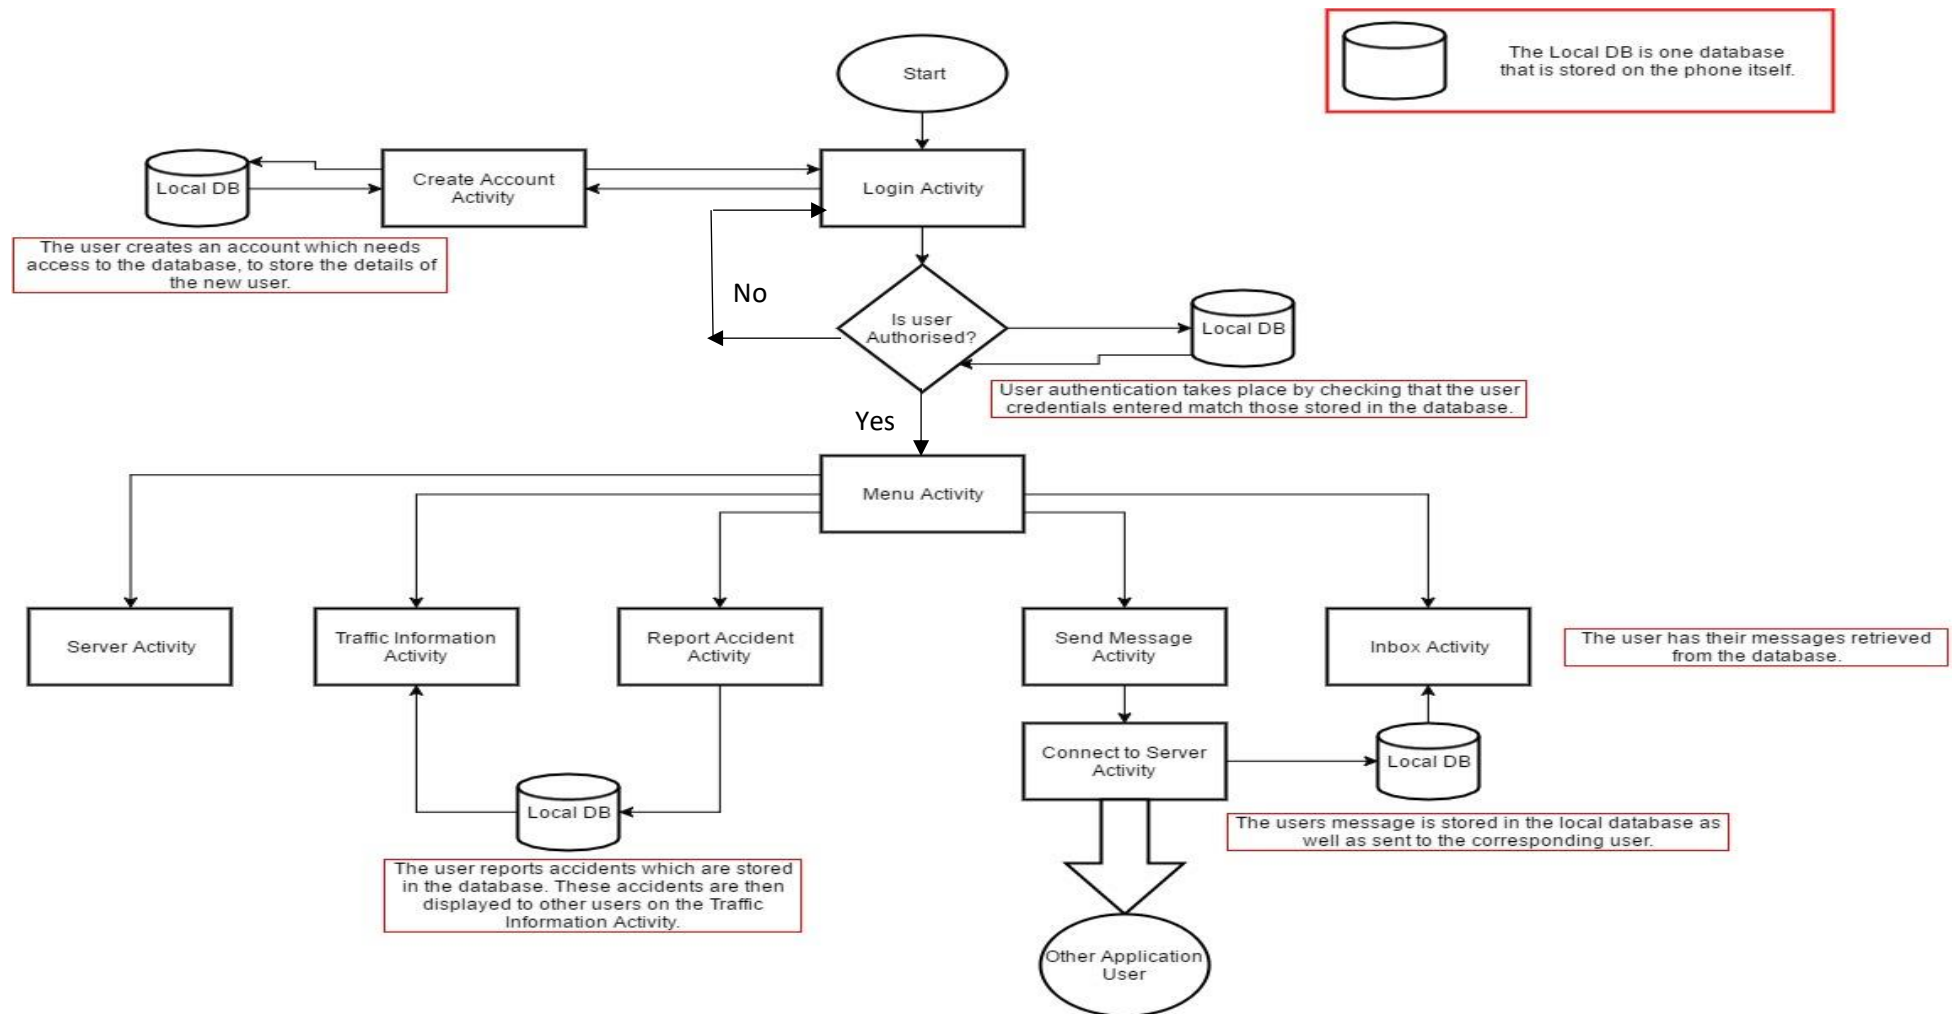 Start
The Local DB is one database
that is stored on the phone itself.
Local DB
Create Account
Activity
Login Activity
The user creates an account which needs
access to the database, to store the details of
the new user.
No
Is user
Authorised?
Local DB
User authentication takes place by checking that the user
credentials entered match those stored in the database.
Yes
Menu Activity
Server Activity
Traffic Information
Activity
Report Accident
Activity
Send Message
Activity
Inbox Activity
The user has their messages retrieved
from the database.
Connect to Server
Activity
Local DB
Local DB
The users message is stored in the local database as
well as sent to the corresponding user.
The user reports accidents which are stored
in the database. These accidents are then
displayed to other users on the Traffic
Information Activity.
Other Application
User